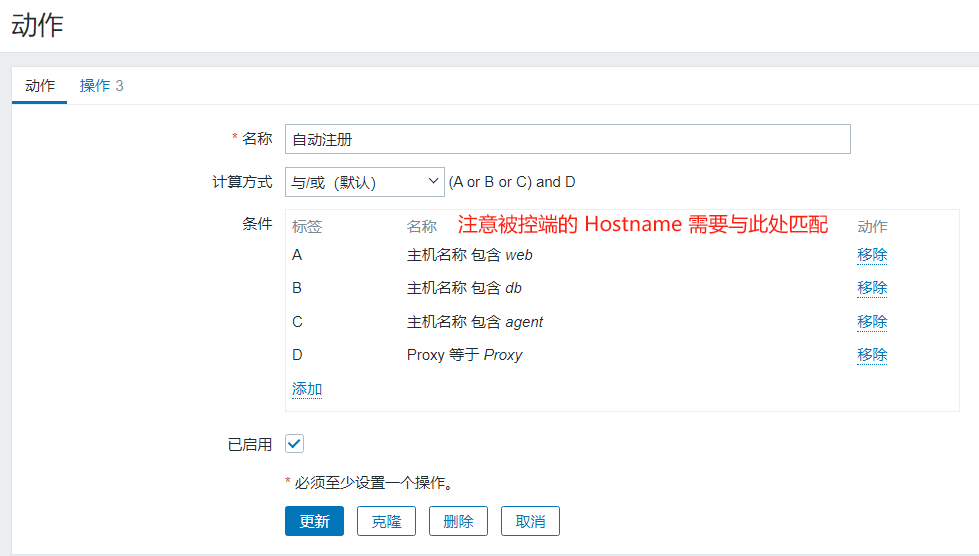 动作
动作 操作 3
* 名称 自动注册
计算方式 与/或（默认） (A or B or C) and D
条件 标签 名称 注意被控端的 Hostname 需要与此处匹配 动作
A 主机名称 包含 web 移除
B 主机名称 包含 db 移除
C 主机名称 包含 agent 移除
D Proxy 等于 Proxy 移除
添加
已启用
* 必须至少设置一个操作。
更新 克隆 删除 取消